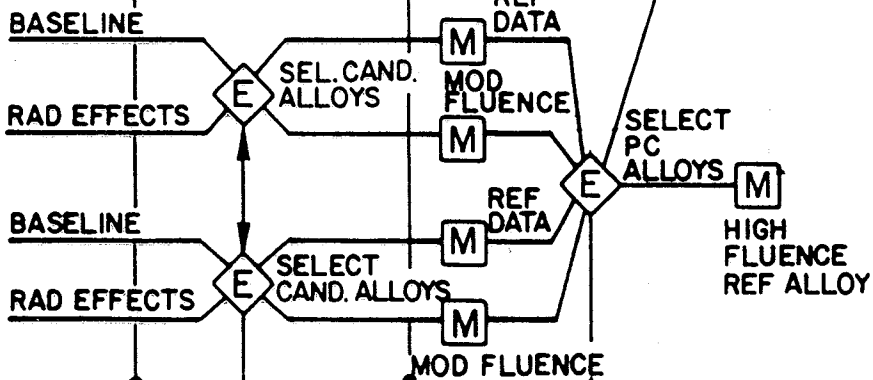 REF
DATA
BASELINE
M
SEL. CAND.
ALLOYS
E
MOD
FLUENCE
RAD EFFECTS
M
SELECT
PC
ALLOYS
E
M
BASELINE
REF
DATA
M
HIGH
FLUENCE
REF ALLOY
SELECT
CAND. ALLOYS
E
RAD EFFECTS
M
MOD FLUENCE